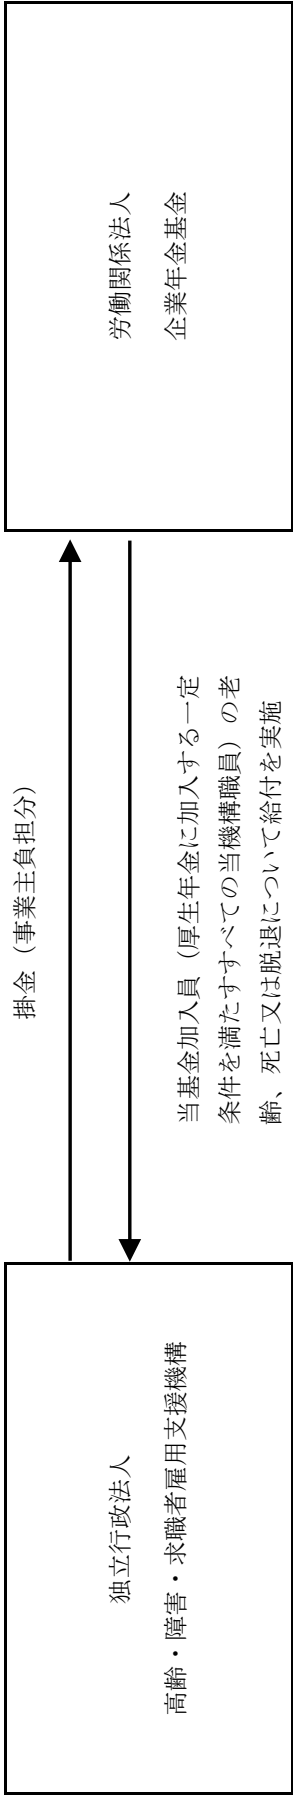 独立行政法人
高齢・障害・求職者雇用支援機構
掛金（事業主負担分）
当基金加入員（厚生年金に加入する一定
条件を満たすすべての当機構職員）の老
齢、死亡又は脱退について給付を実施
労働関係法人
企業年金基金